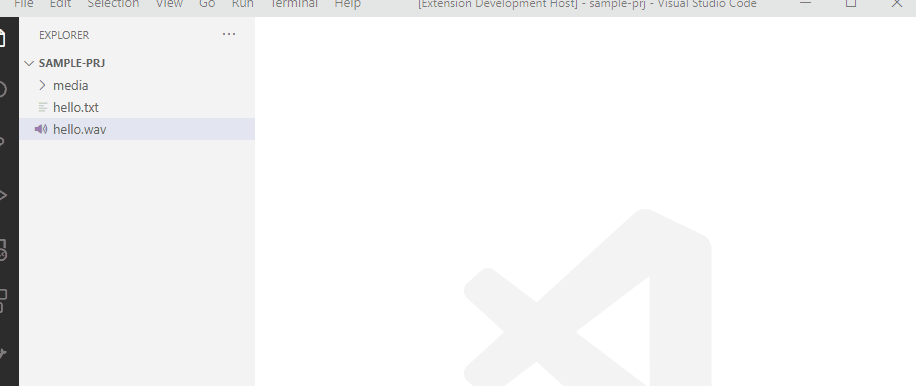 File Edit Selection View Go Run Terminal Help [Extension Development Host] - sample-prj - Visual Studio Code
EXPLORER
SAMPLE-PRJ
media
hello.txt
hello.wav